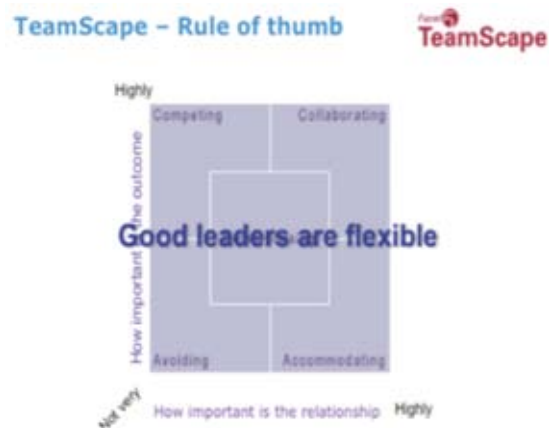 TeamScape – Rule of thumb
TeamScape
Highly
Competing
Collaborating
How important is the outcome
Good leaders are flexible
Avoiding
Accommodating
Not very
How important is the relationship
Highly